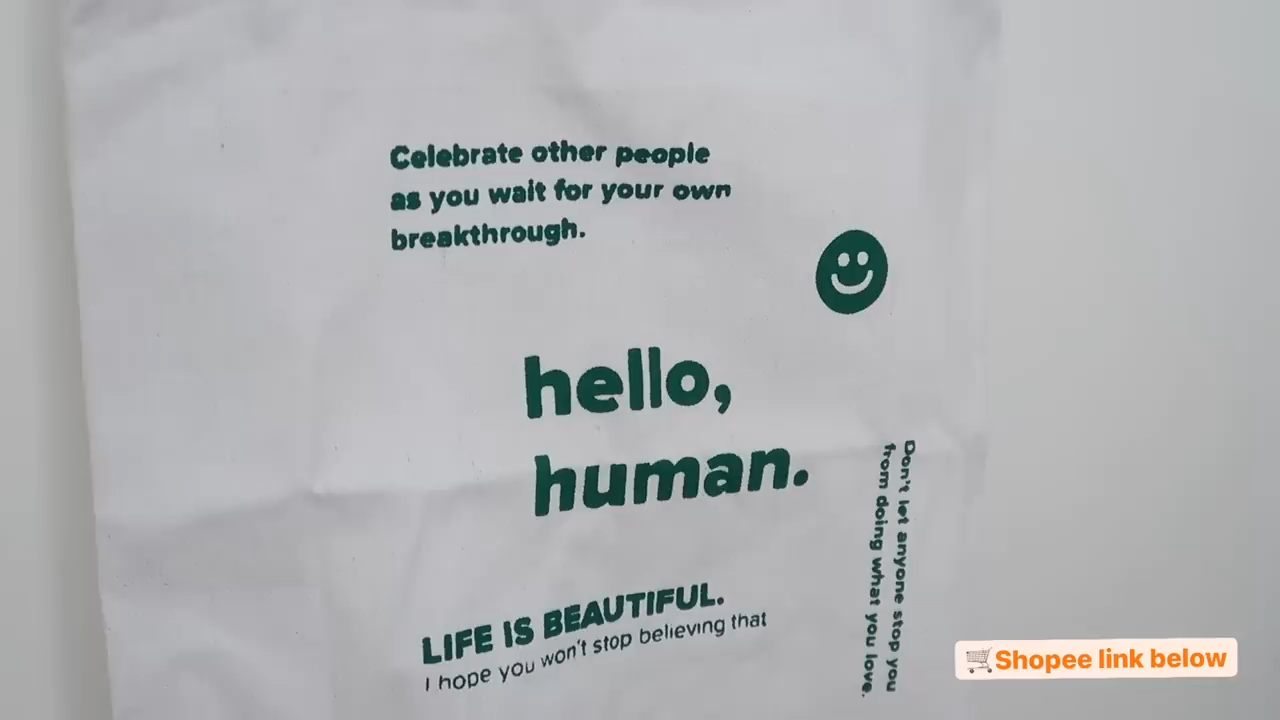 Celebrate other people
as you wait for your own
breakthrough.
hello,
human.
Don't let anyone stop you
from doing what you love.
LIFE IS BEAUTIFUL.
I hope you won't stop believing that
Shopee link below